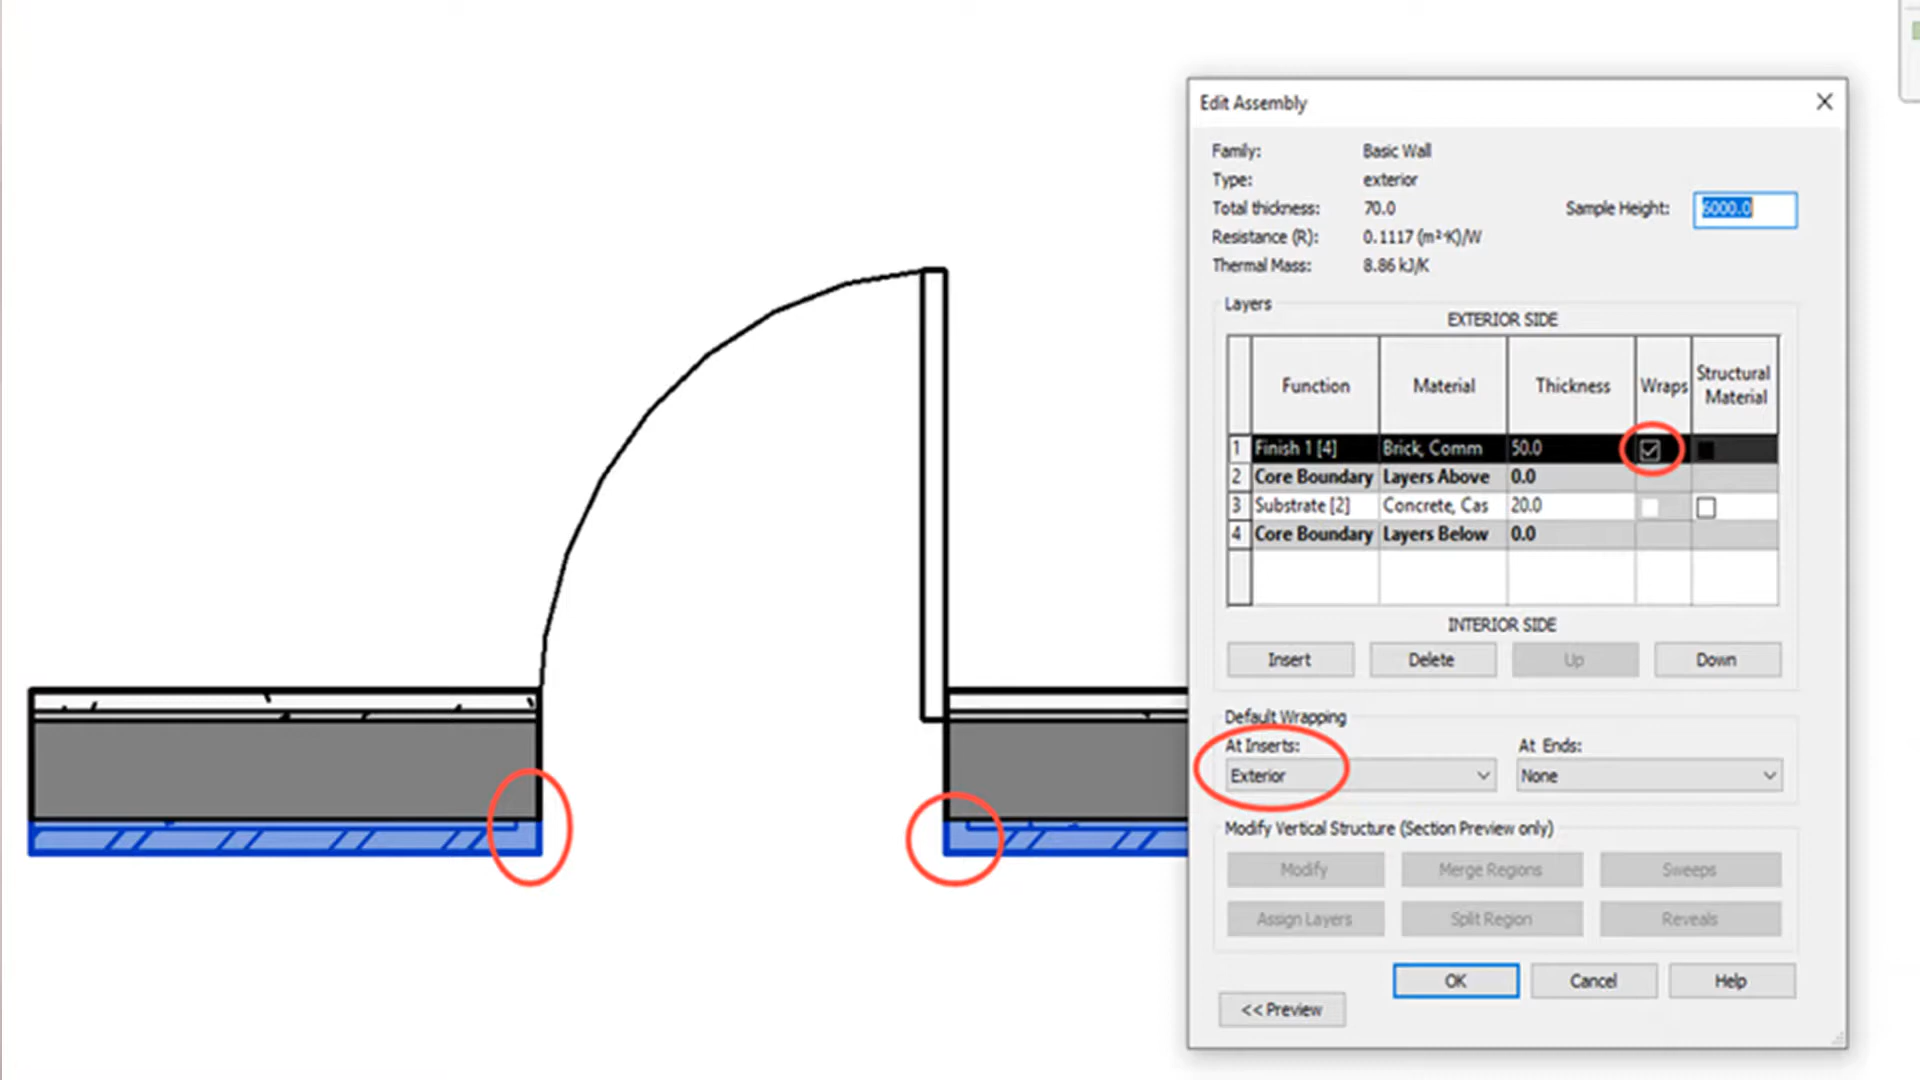 Edit Assembly
Family: Basic Wall
Type: exterior
Total thickness: 70.0 Sample Height: 6000.0
Resistance (R): 0.1117 (m²·K)/W
Thermal Mass: 8.86 kJ/K
Layers
EXTERIOR SIDE
Function Material Thickness Wraps Structural Material
1 Finish 1 [4] Brick, Comm 50.0
2 Core Boundary Layers Above 0.0
3 Substrate [2] Concrete, Cas 20.0
4 Core Boundary Layers Below 0.0
INTERIOR SIDE
Insert Delete Up Down
Default Wrapping
At Inserts: At Ends:
Exterior None
Modify Vertical Structure (Section Preview only)
Modify Merge Regions Sweeps
Assign Layers Split Region Reveals
OK Cancel Help
<< Preview